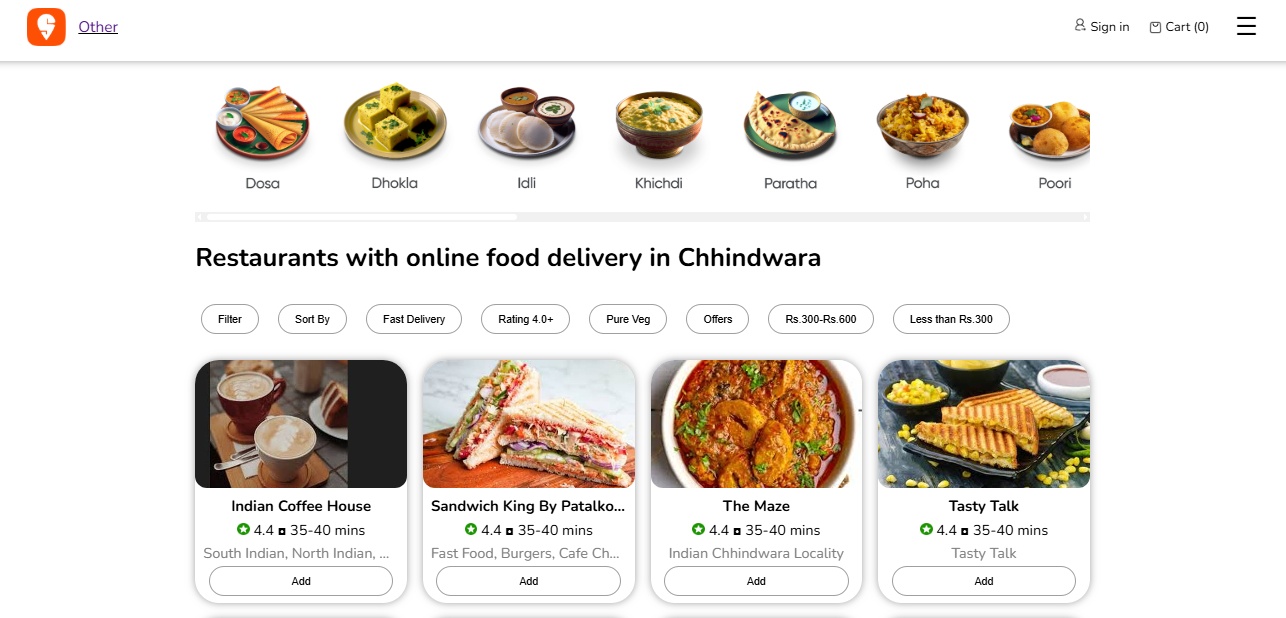 Other
Sign in
Cart (0)
Dosa
Dhokla
Idli
Khichdi
Paratha
Poha
Poori
Restaurants with online food delivery in Chhindwara
Filter
Sort By
Fast Delivery
Rating 4.0+
Pure Veg
Offers
Rs.300-Rs.600
Less than Rs.300
Indian Coffee House
4.4 35-40 mins
South Indian, North Indian, ...
Add
Sandwich King By Patalko...
4.4 35-40 mins
Fast Food, Burgers, Cafe Ch...
Add
The Maze
4.4 35-40 mins
Indian Chhindwara Locality
Add
Tasty Talk
4.4 35-40 mins
Tasty Talk
Add